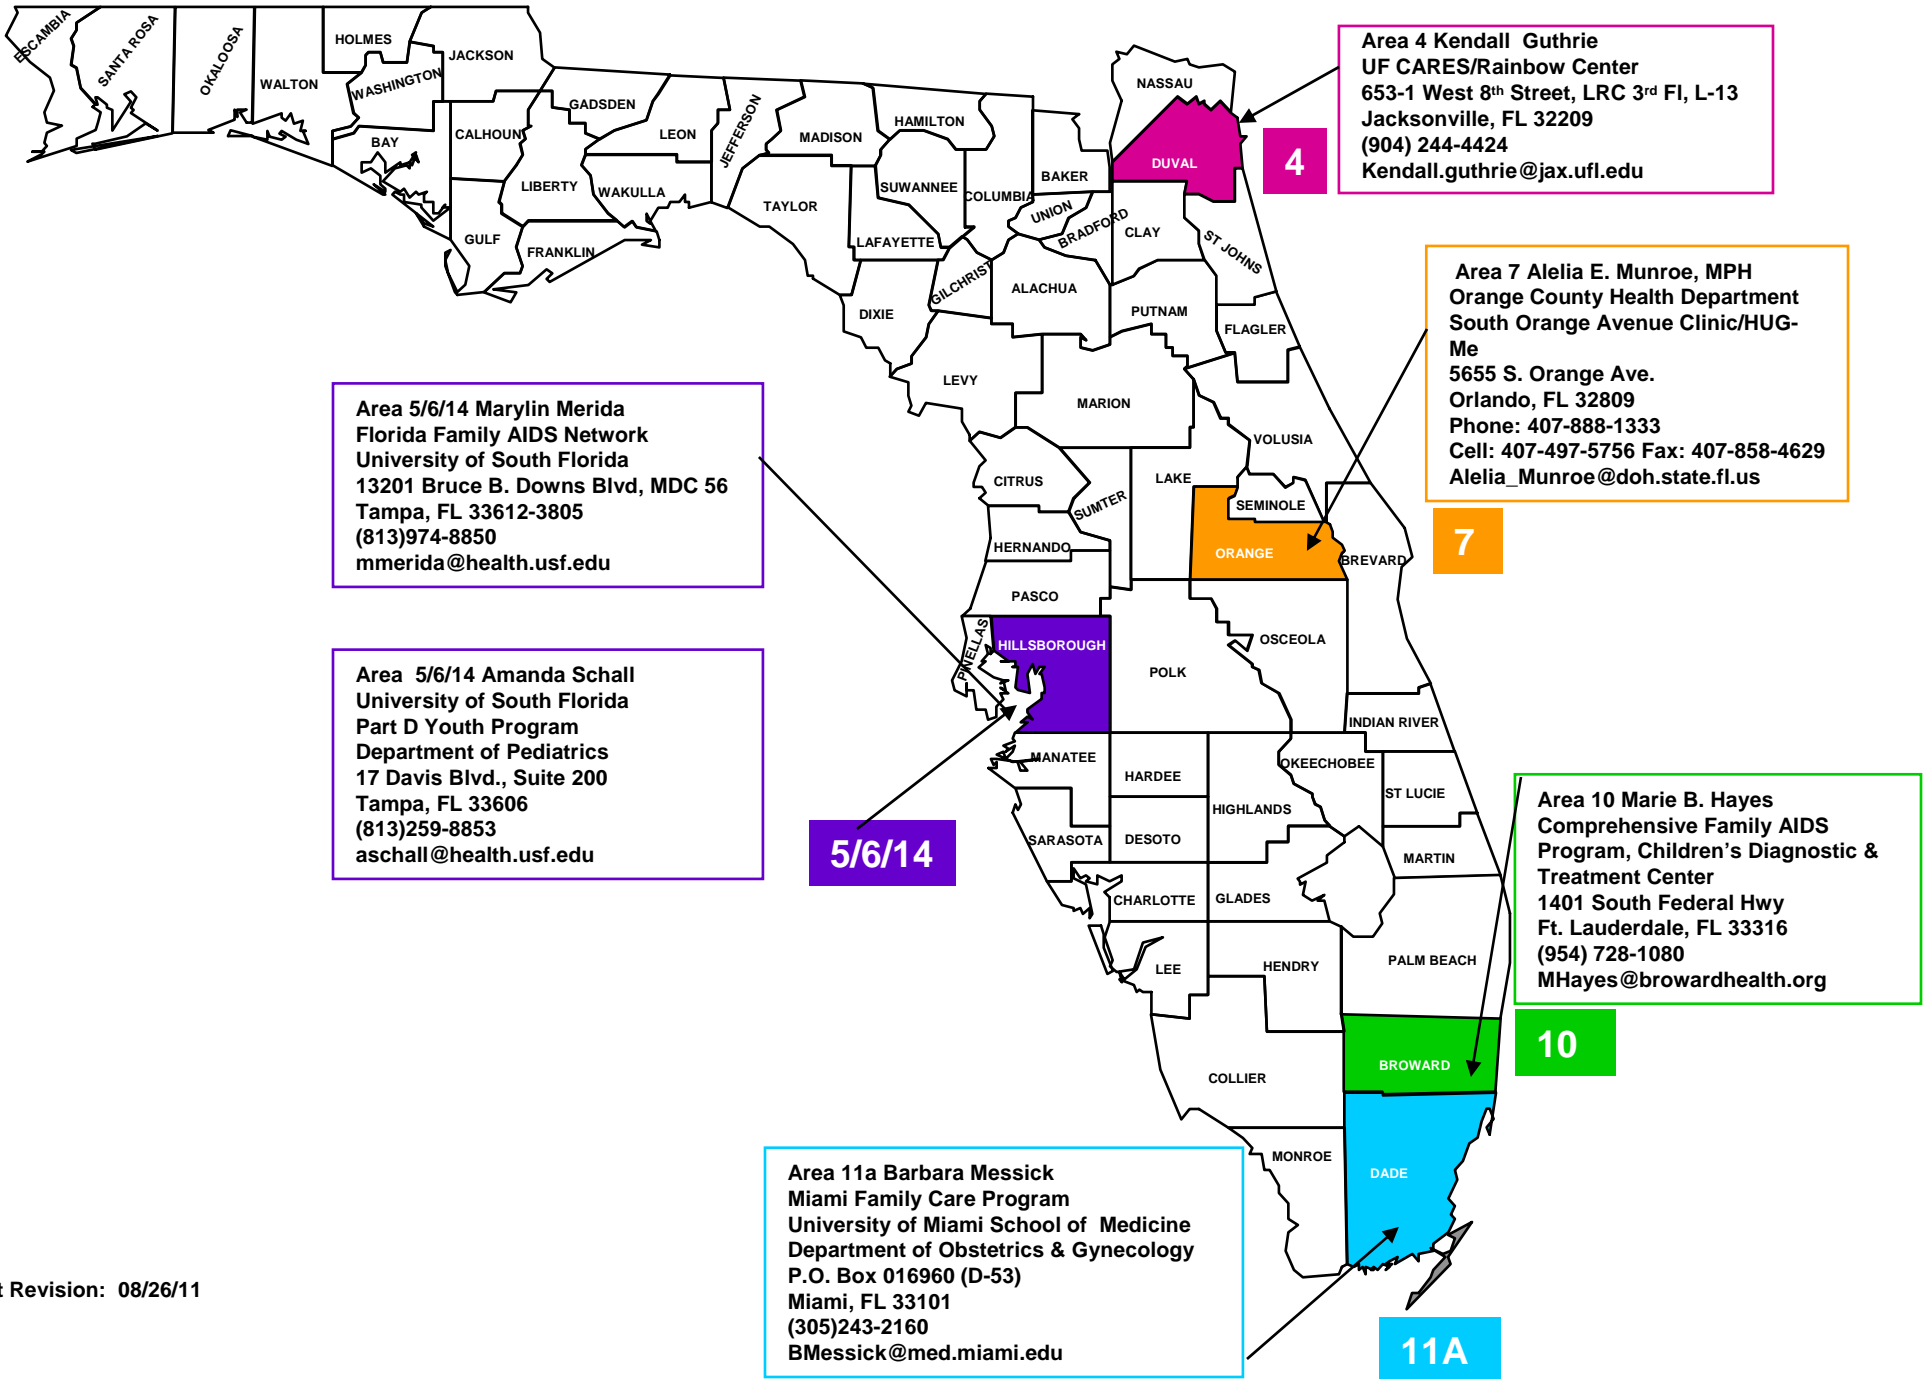 ESCAMBIA
SANTA ROSA
OKALOOSA
WALTON
HOLMES
WASHINGTON
JACKSON
BAY
CALHOUN
GULF
GADSDEN
LIBERTY
FRANKLIN
LEON
WAKULLA
JEFFERSON
MADISON
TAYLOR
HAMILTON
SUWANNEE
LAFAYETTE
DIXIE
COLUMBIA
GILCHRIST
BAKER
UNION
BRADFORD
ALACHUA
LEVY
NASSAU
DUVAL
CLAY
ST JOHNS
PUTNAM
FLAGLER
MARION
VOLUSIA
CITRUS
SUMTER
LAKE
SEMINOLE
ORANGE
BREVARD
HERNANDO
PASCO
PINELLAS
HILLSBOROUGH
POLK
OSCEOLA
INDIAN RIVER
MANATEE
HARDEE
HIGHLANDS
OKEECHOBEE
ST LUCIE
SARASOTA
DESOTO
MARTIN
CHARLOTTE
GLADES
LEE
HENDRY
PALM BEACH
COLLIER
BROWARD
MONROE
DADE
Area 4 Kendall Guthrie
UF CARES/Rainbow Center
653-1 West 8th Street, LRC 3rd Fl, L-13
Jacksonville, FL 32209
(904) 244-4424
Kendall.guthrie@jax.ufl.edu
4
Area 7 Alelia E. Munroe, MPH
Orange County Health Department
South Orange Avenue Clinic/HUG-
Me
5655 S. Orange Ave.
Orlando, FL 32809
Phone: 407-888-1333
Cell: 407-497-5756 Fax: 407-858-4629
Alelia_Munroe@doh.state.fl.us
7
Area 5/6/14 Marylin Merida
Florida Family AIDS Network
University of South Florida
13201 Bruce B. Downs Blvd, MDC 56
Tampa, FL 33612-3805
(813)974-8850
mmerida@health.usf.edu
Area 5/6/14 Amanda Schall
University of South Florida
Part D Youth Program
Department of Pediatrics
17 Davis Blvd., Suite 200
Tampa, FL 33606
(813)259-8853
aschall@health.usf.edu
5/6/14
Area 10 Marie B. Hayes
Comprehensive Family AIDS
Program, Children's Diagnostic &
Treatment Center
1401 South Federal Hwy
Ft. Lauderdale, FL 33316
(954) 728-1080
MHayes@browardhealth.org
10
Area 11a Barbara Messick
Miami Family Care Program
University of Miami School of Medicine
Department of Obstetrics & Gynecology
P.O. Box 016960 (D-53)
Miami, FL 33101
(305)243-2160
BMessick@med.miami.edu
11A
t Revision: 08/26/11